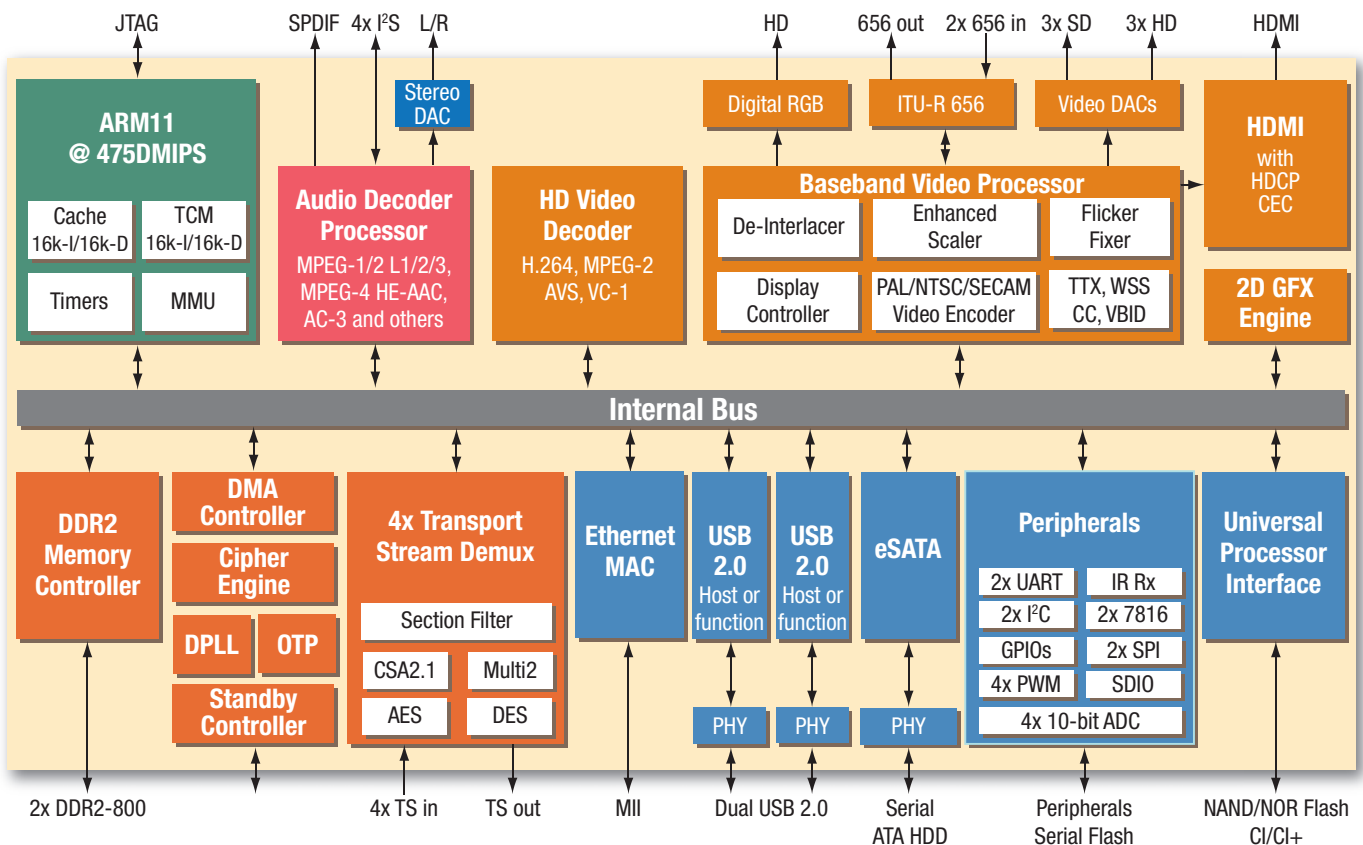 JTAG
SPDIF
4x I²S
L/R
HD
656 out
2x 656 in
3x SD
3x HD
HDMI
ARM11
@ 475DMIPS
Cache
16k-I/16k-D
TCM
16k-I/16k-D
Timers
MMU
Stereo
DAC
Audio Decoder
Processor
MPEG-1/2 L1/2/3,
MPEG-4 HE-AAC,
AC-3 and others
HD Video
Decoder
H.264, MPEG-2
AVS, VC-1
Digital RGB
ITU-R 656
Video DACs
Baseband Video Processor
De-Interlacer
Enhanced
Scaler
Flicker
Fixer
Display
Controller
PAL/NTSC/SECAM
Video Encoder
TTX, WSS
CC, VBID
HDMI
with
HDCP
CEC
2D GFX
Engine
Internal Bus
DDR2
Memory
Controller
DMA
Controller
Cipher
Engine
DPLL
OTP
Standby
Controller
4x Transport
Stream Demux
Section Filter
CSA2.1
Multi2
AES
DES
Ethernet
MAC
USB
2.0
Host or
function
USB
2.0
Host or
function
eSATA
PHY
PHY
PHY
Peripherals
2x UART
IR Rx
2x I²C
2x 7816
GPIOs
2x SPI
4x PWM
SDIO
4x 10-bit ADC
Universal
Processor
Interface
2x DDR2-800
4x TS in
TS out
MII
Dual USB 2.0
Serial
ATA HDD
Peripherals
Serial Flash
NAND/NOR Flash
CI/CI+